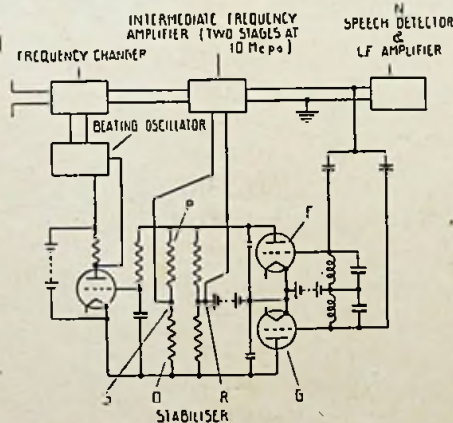 N
INTERMEDIATE FREQUENCY
AMPLIFIER (TWO STAGES AT
10 Mcps)
SPEECH DETECTOR
&
LF AMPLIFIER
FREQUENCY CHANGER
BEATING OSCILLATOR
P
F
S
O
R
G
STABILISER